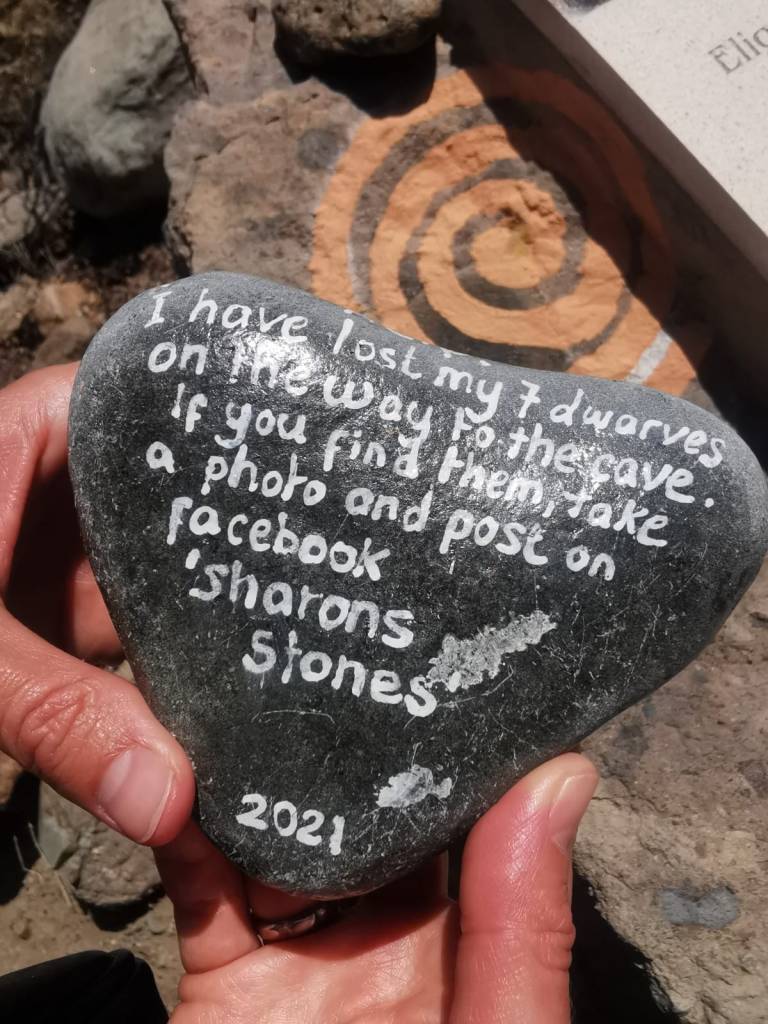 I have lost my 7 dwarves
on the way to the cave.
If you find them, take
a photo and post on
facebook
'sharons
stones'
2021